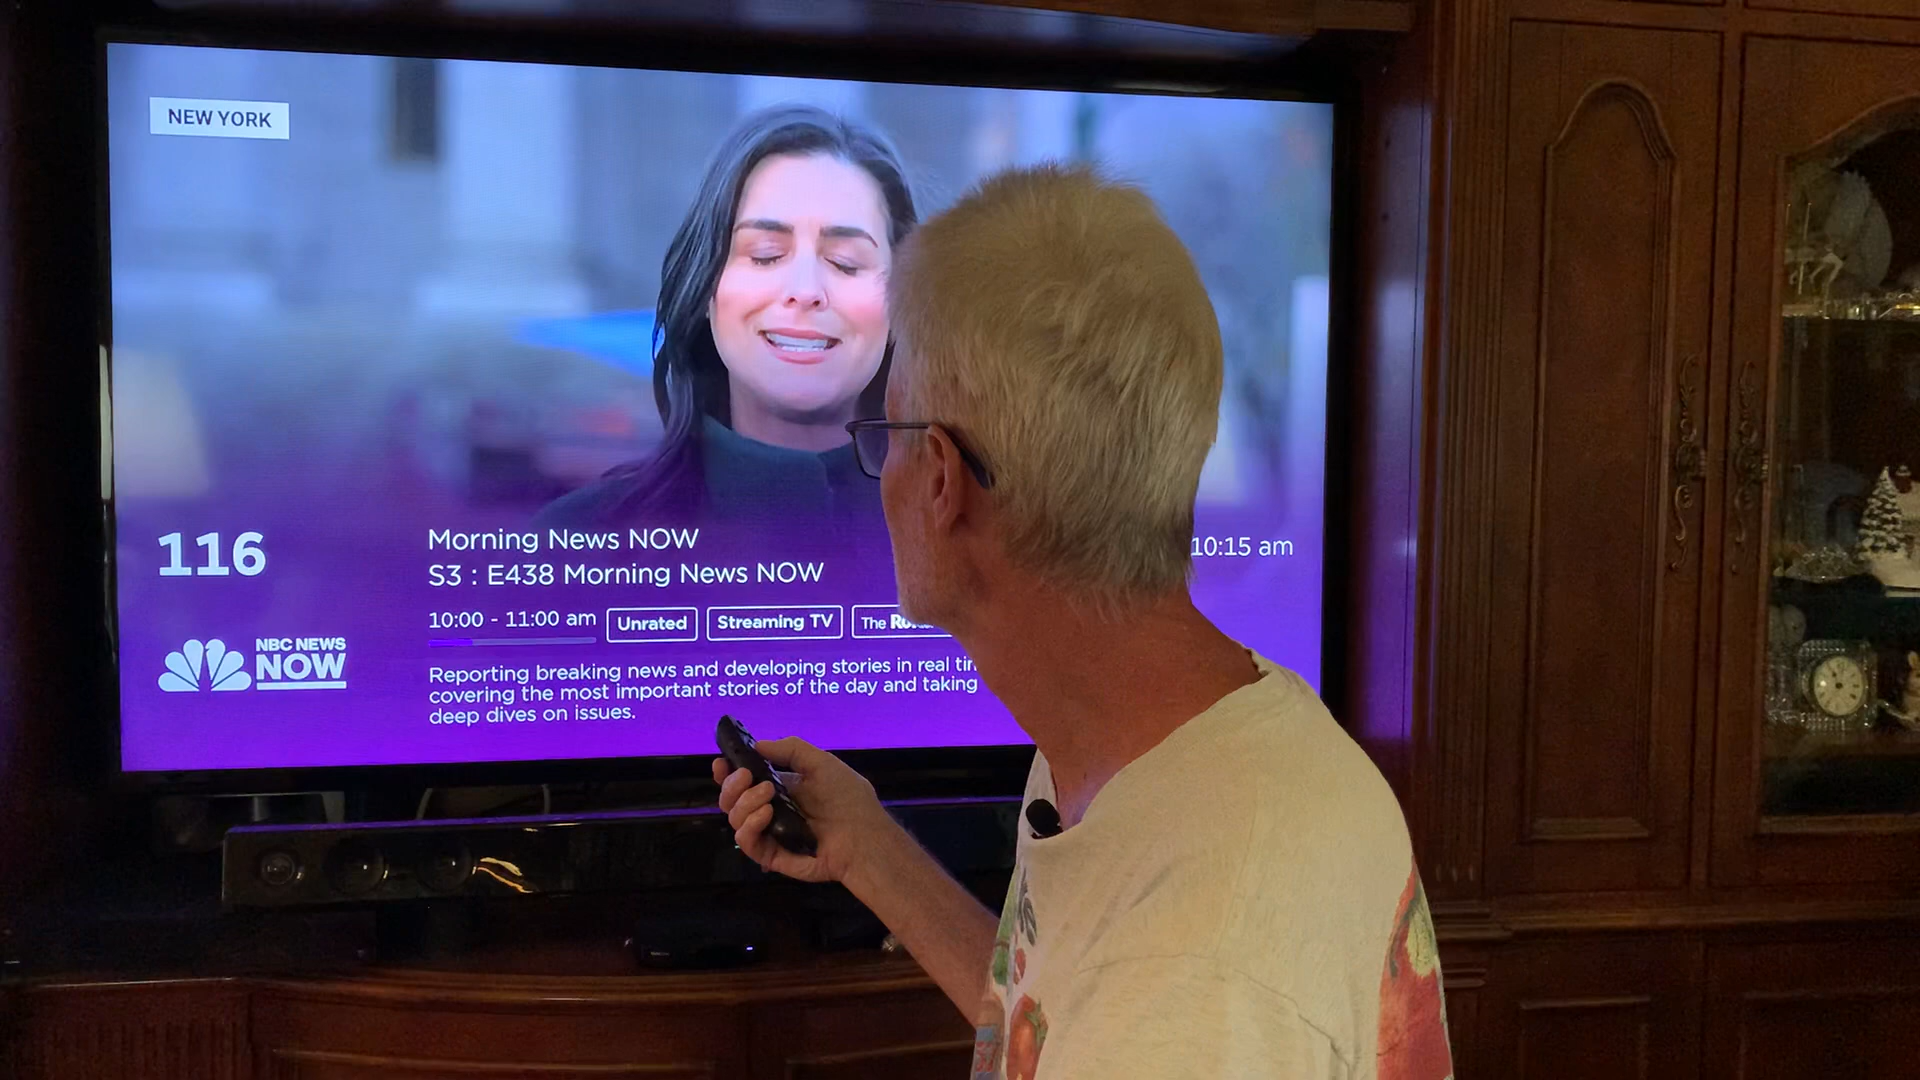 NEW YORK
116
Morning News NOW
10:15 am
S3 : E438 Morning News NOW
10:00 - 11:00 am
Unrated
Streaming TV
The
NBC NEWS
NOW
Reporting breaking news and developing stories in real
covering the most important stories of the day and taking
deep dives on issues.